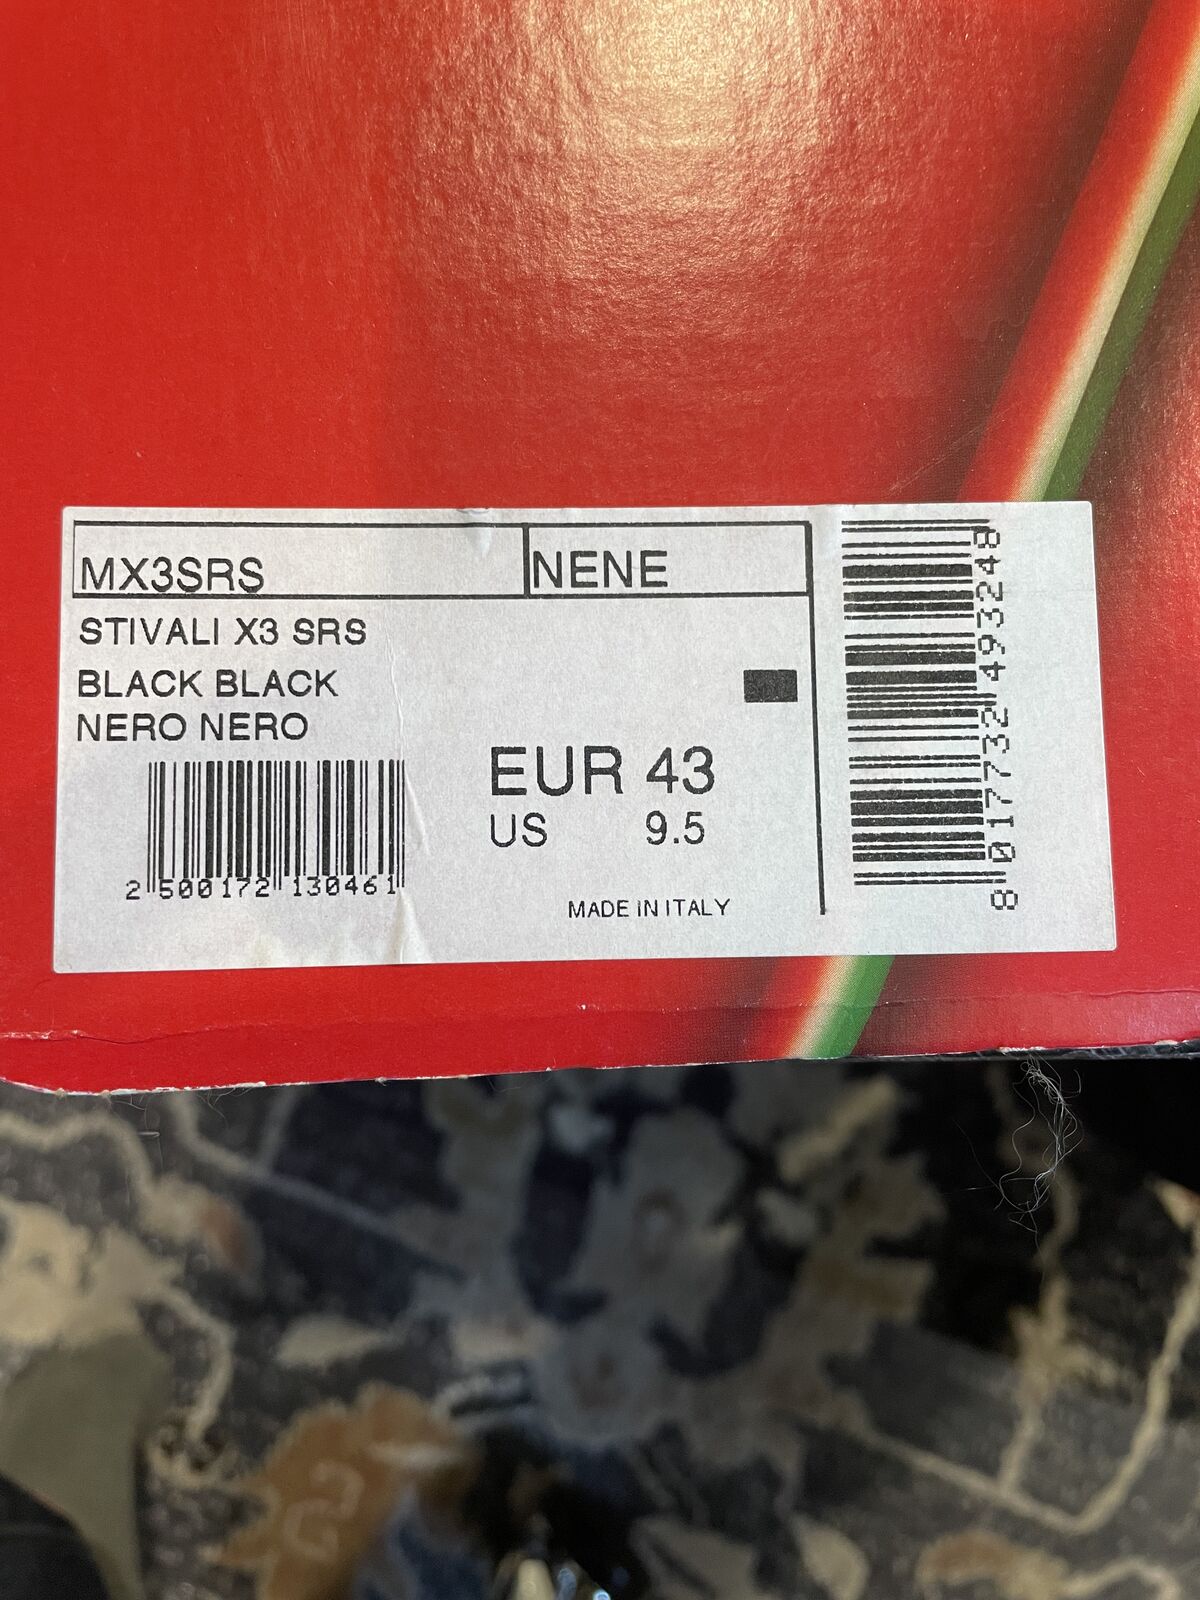 MX3SRS NENE
STIVALI X3 SRS
BLACK BLACK
NERO NERO
EUR 43
US 9.5
2 500172 130461
MADE IN ITALY
8 017732 493248